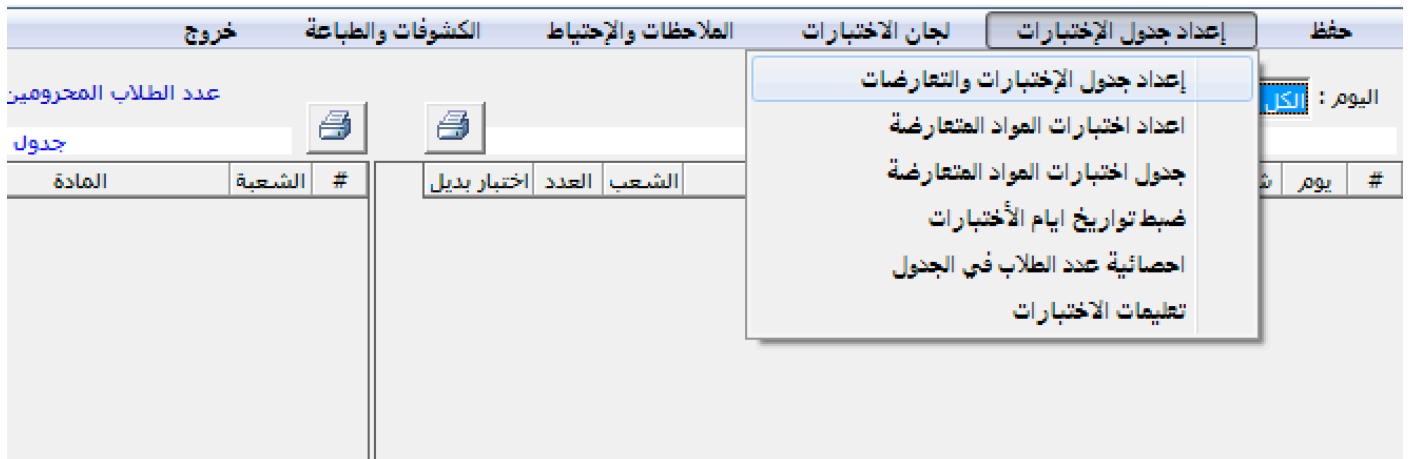 حفظ إعداد جدول الإختبارات لجان الاختبارات الملاحظات والإحتياط الكشوفات والطباعة خروج
إعداد جدول الإختبارات والتعارضات
اعداد اختبارات المواد المتعارضة
جدول اختبارات المواد المتعارضة
ضبط تواريخ ايام الأختبارات
احصائية عدد الطلاب في الجدول
تعليمات الاختبارات
اليوم : الكل
عدد الطلاب المحرومين
جدول
# يوم الشعب العدد اختبار بديل
# الشعبة المادة